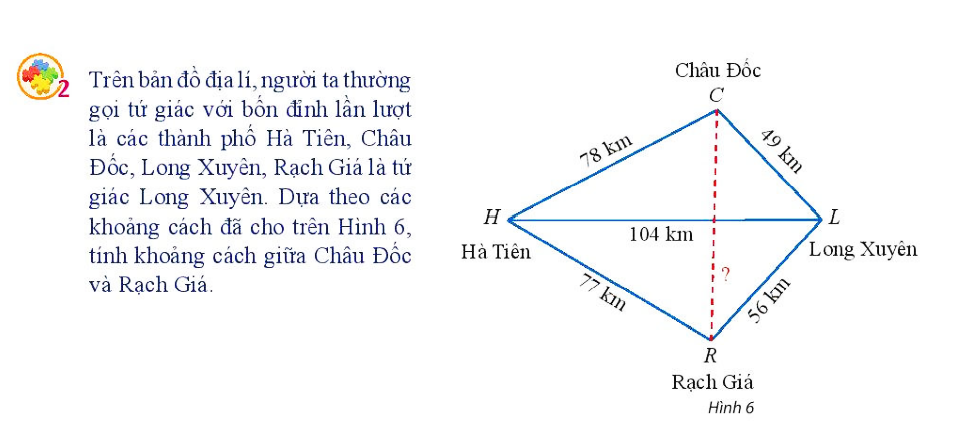 2
Trên bản đồ địa lí, người ta thường
gọi tứ giác với bốn đỉnh lần lượt
là các thành phố Hà Tiên, Châu
Đốc, Long Xuyên, Rạch Giá là tứ
giác Long Xuyên. Dựa theo các
khoảng cách đã cho trên Hình 6,
tính khoảng cách giữa Châu Đốc
và Rạch Giá.
Châu Đốc
C
78 km
49 km
H
L
104 km
Hà Tiên
Long Xuyên
?
77 km
56 km
R
Rạch Giá
Hình 6